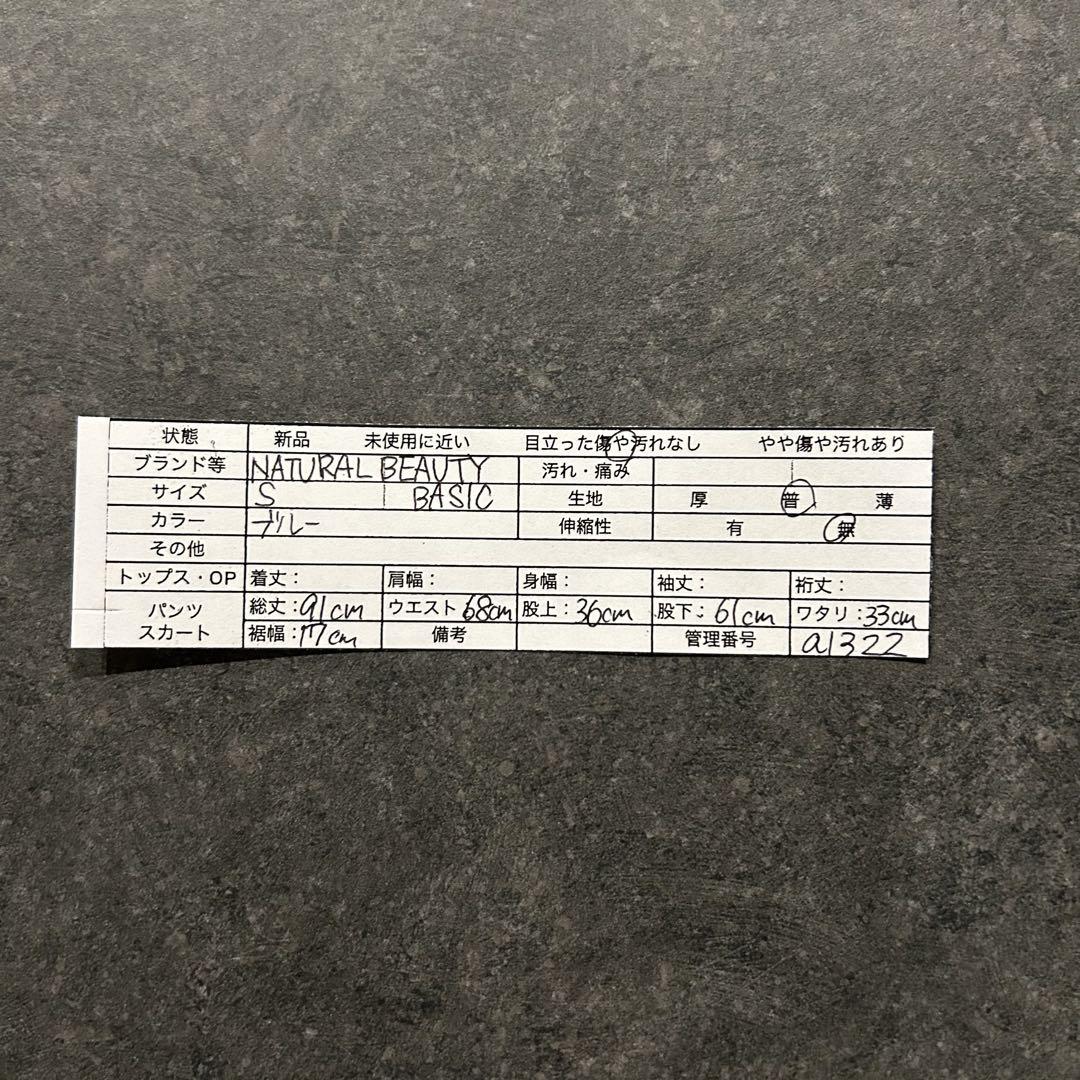 状態 新品 未使用に近い 目立った傷や汚れなし やや傷や汚れあり
ブランド等 NATURAL BEAUTY 汚れ・痛み
サイズ S BASIC 生地 厚 普 薄
カラー ブルー 伸縮性 有 無
その他
トップス・OP 着丈: 肩幅: 身幅: 袖丈: 裄丈:
パンツ 総丈:91cm ウエスト 68cm 股上:36cm 股下:61cm ワタリ:33cm
スカート 裾幅:17cm 備考 管理番号 a1322